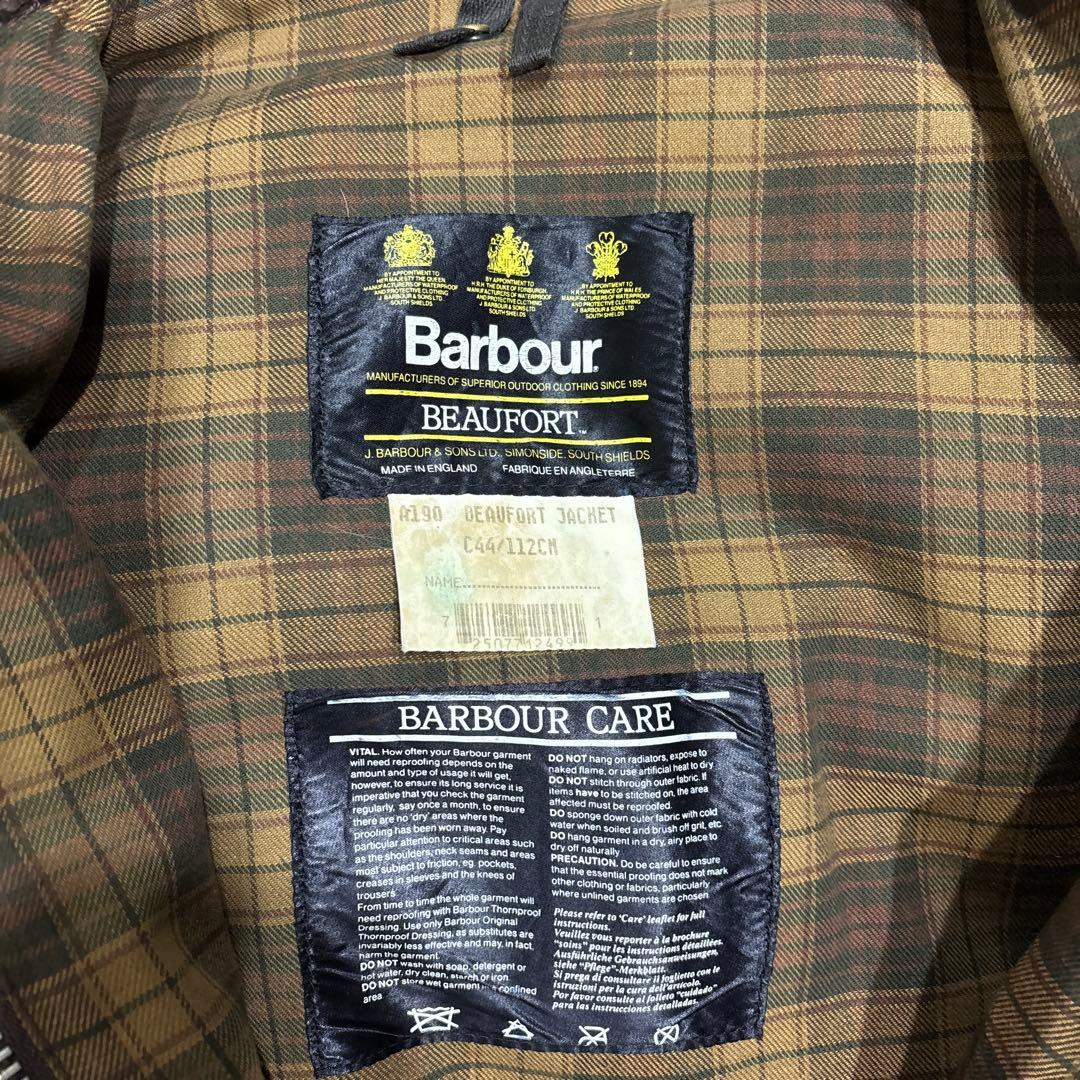 BY APPOINTMENT TO
HER MAJESTY THE QUEEN
MANUFACTURERS OF WATERPROOF
AND PROTECTIVE CLOTHING
J. BARBOUR & SONS LTD.
SOUTH SHIELDS
BY APPOINTMENT TO
H.R.H. THE DUKE OF EDINBURGH
MANUFACTURERS OF WATERPROOF
AND PROTECTIVE CLOTHING
J. BARBOUR & SONS LTD.
SOUTH SHIELDS
BY APPOINTMENT TO
H.R.H. THE PRINCE OF WALES
MANUFACTURERS OF WATERPROOF
AND PROTECTIVE CLOTHING
J. BARBOUR & SONS LTD.
SOUTH SHIELDS
Barbour®
MANUFACTURERS OF SUPERIOR OUTDOOR CLOTHING SINCE 1894
BEAUFORT™
J. BARBOUR & SONS LTD. SIMONSIDE, SOUTH SHIELDS
MADE IN ENGLAND FABRIQUE EN ANGLETERRE
A190 BEAUFORT JACKET
C44/112CM
NAME
7 1
BARBOUR CARE
VITAL. How often your Barbour garment
will need reproofing depends on the
amount and type of usage it will get,
however, to ensure its long service it is
imperative that you check the garment
regularly, say once a month, to ensure
there are no 'dry' areas where the
proofing has been worn away. Pay
particular attention to critical areas such
as the shoulders, neck seams and areas
most subject to friction, eg. pockets,
creases in sleeves and the knees of
trousers.
From time to time the whole garment will
need reproofing with Barbour Thornproof
Dressing. Use only Barbour Original
Thornproof Dressing, as substitutes are
invariably less effective and may, in fact,
harm the garment.
DO NOT wash with soap, detergent or
hot water, dry clean, starch or iron.
DO NOT store wet garment in a confined
area
DO NOT hang on radiators, expose to
naked flame, or use artificial heat to dry
DO NOT stitch through outer fabric. If
items have to be stitched on, the area
affected must be reproofed.
DO sponge down outer fabric with cold
water when soiled and brush off grit, etc.
DO hang garment in a dry, airy place to
dry off naturally
PRECAUTION. Do be careful to ensure
that the essential proofing does not mark
other clothing or fabrics, particularly
where unlined garments are chosen.
Please refer to 'Care' leaflet for full
instructions.
Veuillez vous reporter à la brochure
"soins" pour les instructions détaillées.
Ausführliche Gebrauchsanweisungen,
siehe "Pflege"-Merkblatt.
Si prega di consultare il foglietto con le
istruzioni per la cura dell'articolo.
Por favor consulte al folleto "cuidado"
para las instrucciones detalladas.